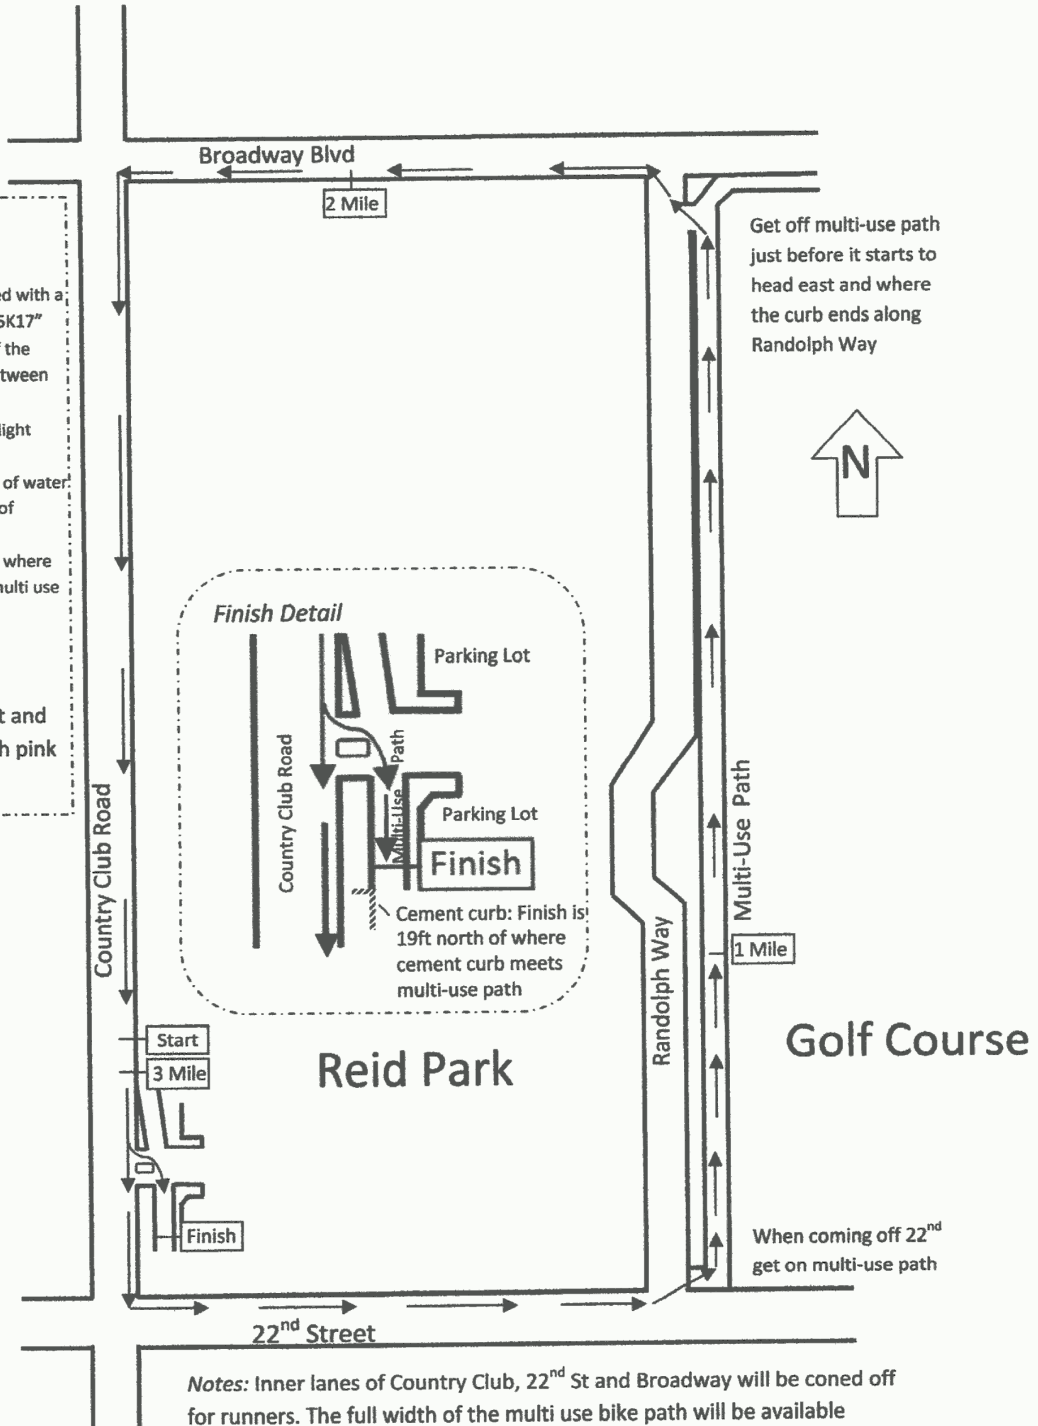 Broadway Blvd
2 Mile
Get off multi-use path
just before it starts to
head east and where
the curb ends along
Randolph Way
N
ed with a
5K17"
the
tween
light
of water
of
where
multi use
t and
h pink
Finish Detail
Parking Lot
Country Club Road
Multi-Use Path
Parking Lot
Finish
Cement curb: Finish is
19ft north of where
cement curb meets
multi-use path
Country Club Road
Multi-Use Path
Randolph Way
1 Mile
Start
3 Mile
Reid Park
Golf Course
Finish
When coming off 22nd
get on multi-use path
22nd Street
Notes: Inner lanes of Country Club, 22nd St and Broadway will be coned off
for runners. The full width of the multi use bike path will be available